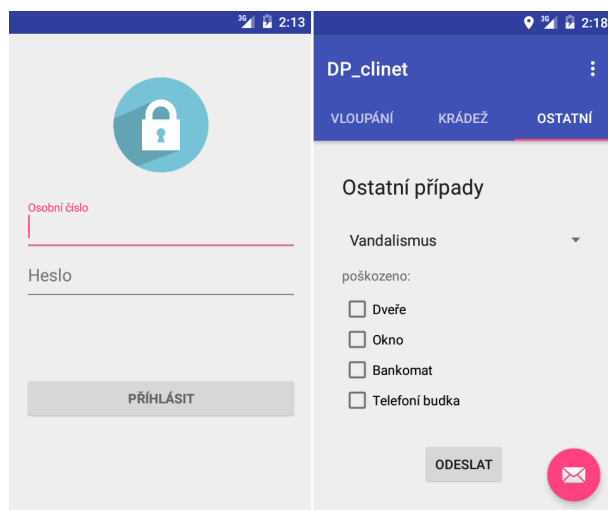 3G 2:13
Osobní číslo
Heslo
PŘÍHLÁSIT
3G 2:18
DP_clinet
VLOUPÁNÍ KRÁDEŽ OSTATNÍ
Ostatní případy
Vandalismus
poškozeno:
Dveře
Okno
Bankomat
Telefoní budka
ODESLAT